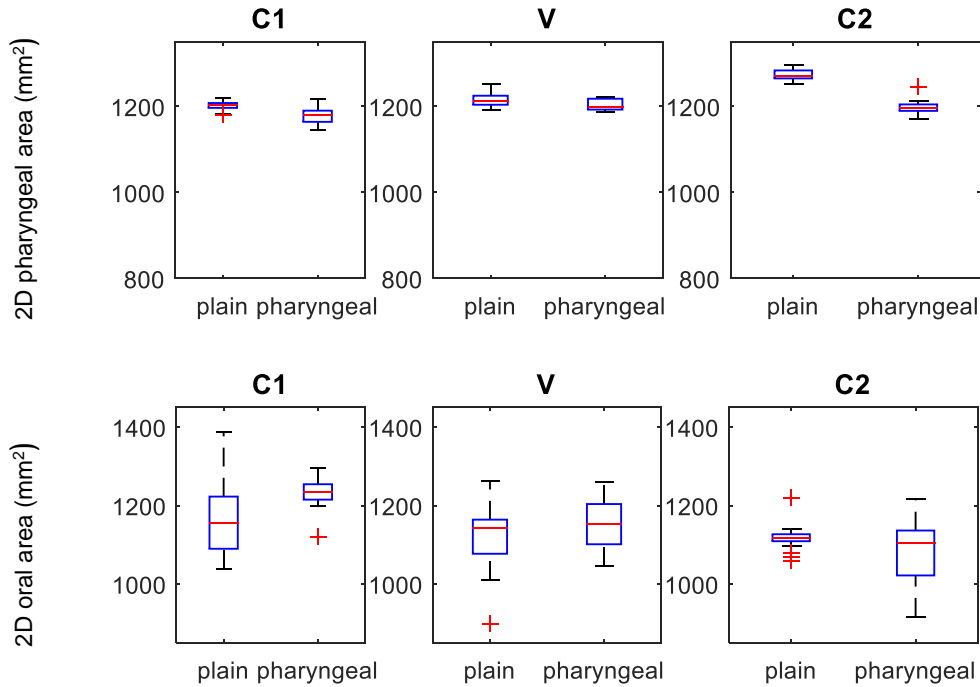 C1 V C2
2D pharyngeal area (mm²)
1200 1200 1200
1000 1000 1000
800 800 800
plain pharyngeal plain pharyngeal plain pharyngeal
C1 V C2
2D oral area (mm²)
1400 1400 1400
1200 1200 1200
1000 1000 1000
plain pharyngeal plain pharyngeal plain pharyngeal